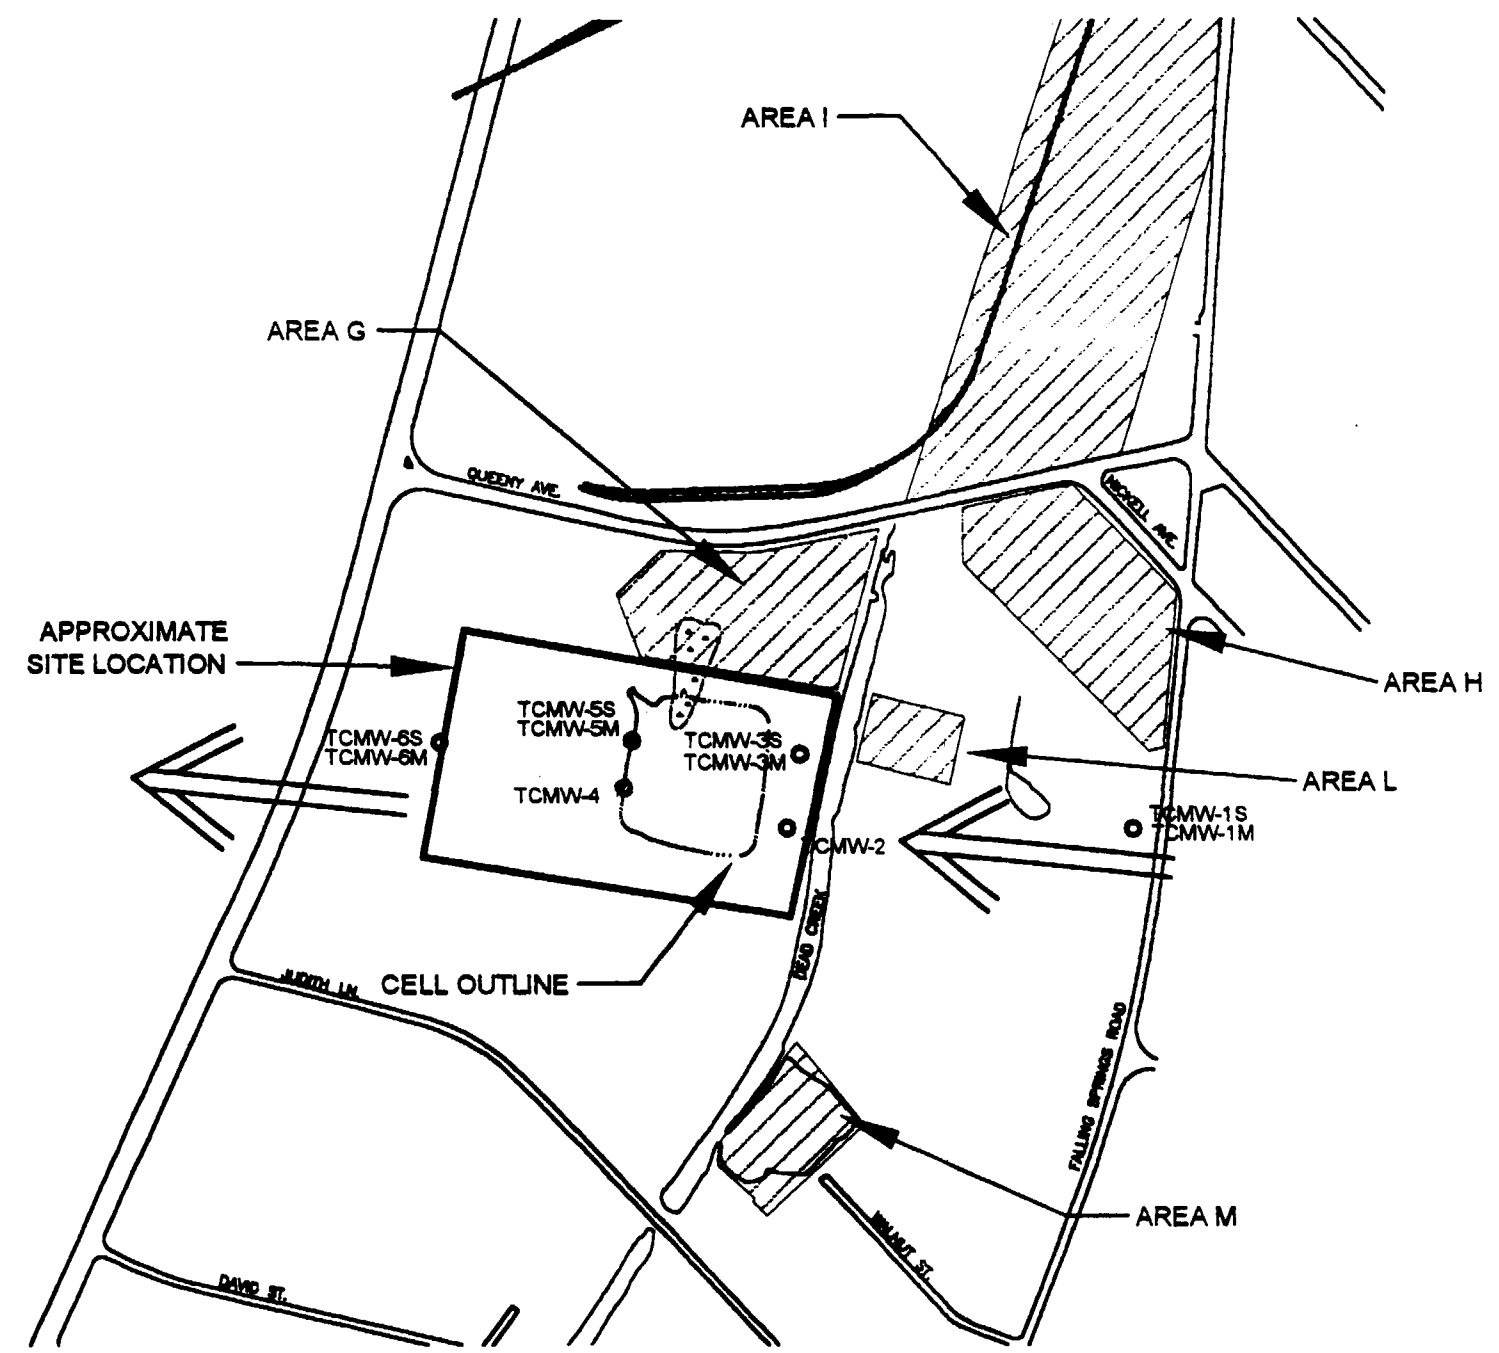 AREA I
AREA G
QUEENY AVE.
NICKELL AVE.
APPROXIMATE
SITE LOCATION
AREA H
TCMW-5S
TCMW-5M
TCMW-6S
TCMW-6M
TCMW-3S
TCMW-3M
AREA L
TCMW-4
TCMW-1S
TCMW-1M
TCMW-2
DEAD CREEK
JUDITH LN.
CELL OUTLINE
FALLING SPRINGS ROAD
AREA M
WALNUT ST.
DAVID ST.